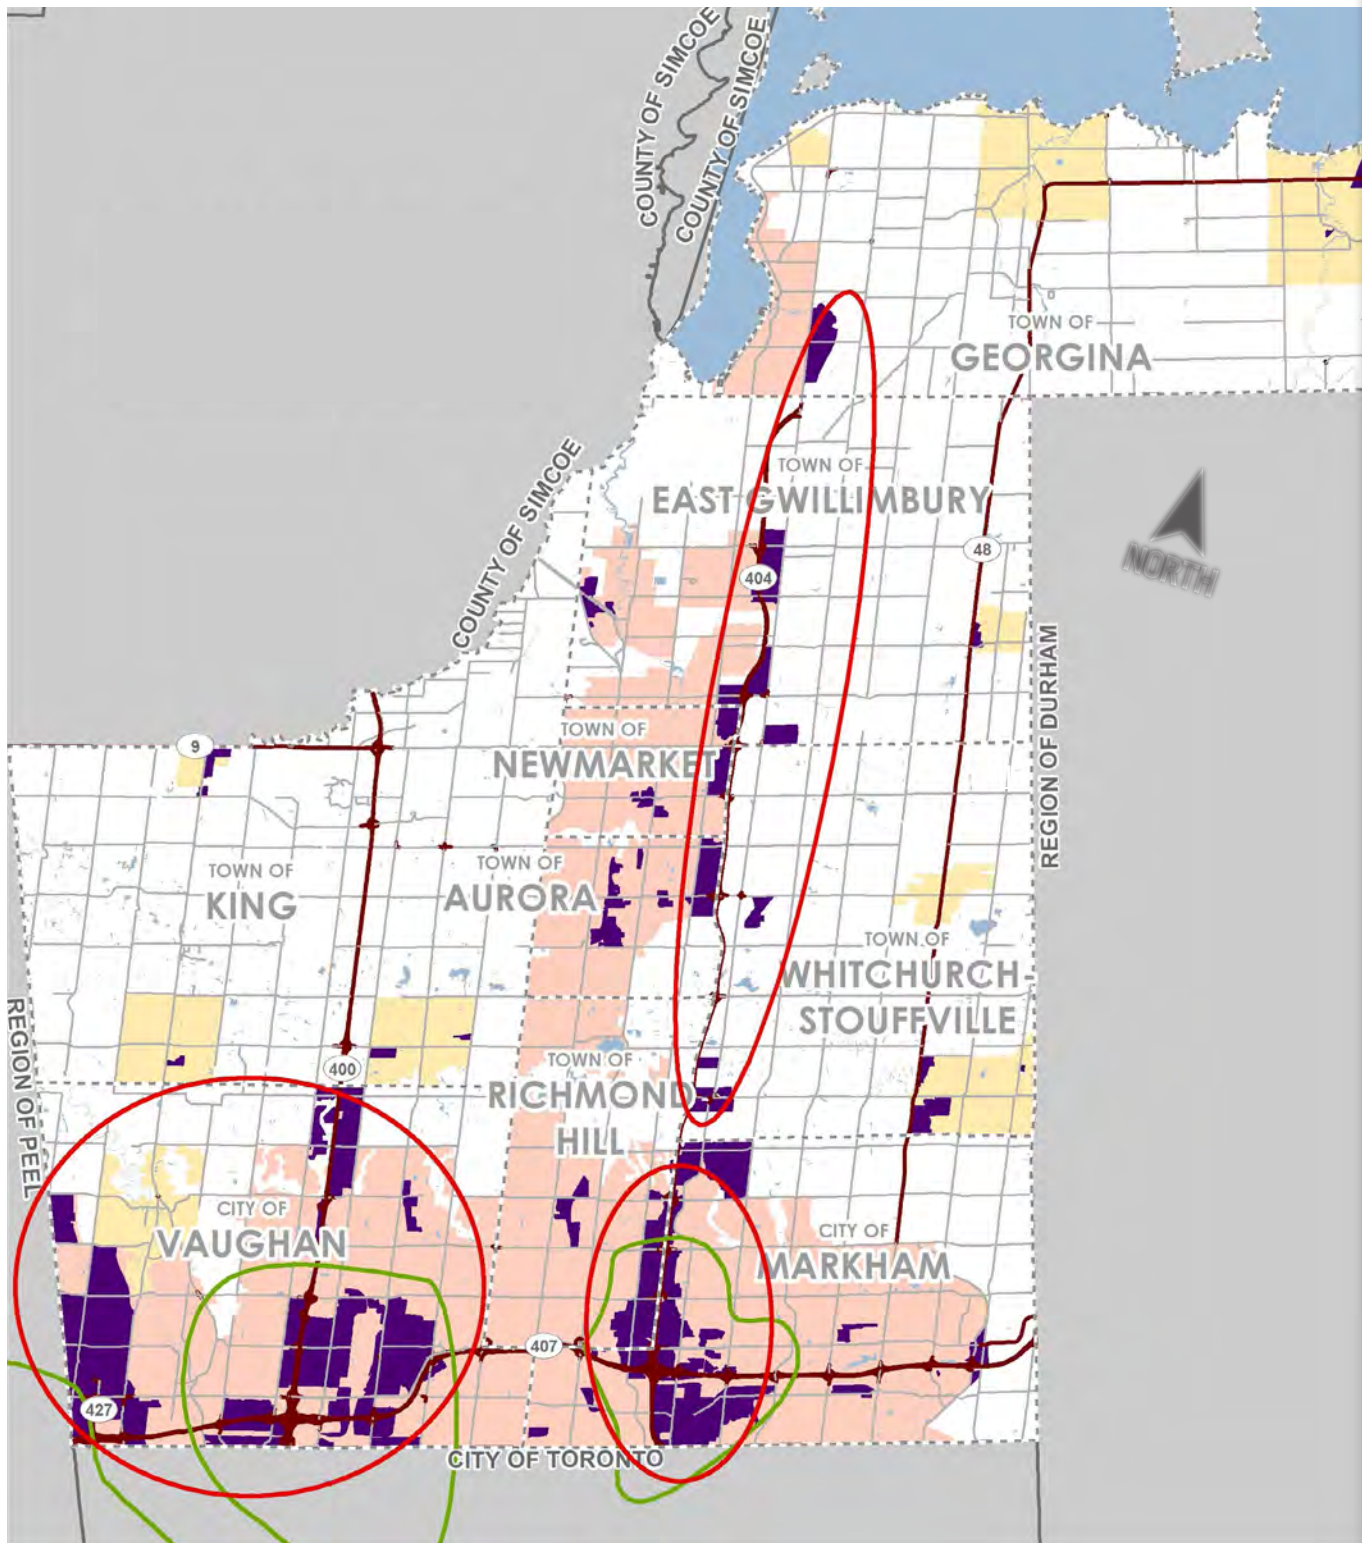 COUNTY OF SIMCOE
COUNTY OF SIMCOE
TOWN OF
GEORGINA
COUNTY OF SIMCOE
TOWN OF
EAST GWILLIMBURY
48
404
NORTH
REGION OF DURHAM
9
TOWN OF
NEWMARKET
TOWN OF
KING
TOWN OF
AURORA
TOWN OF
WHITCHURCH-
STOUFFVILLE
REGION OF PEEL
400
TOWN OF
RICHMOND
HILL
CITY OF
VAUGHAN
CITY OF
MARKHAM
407
427
CITY OF TORONTO